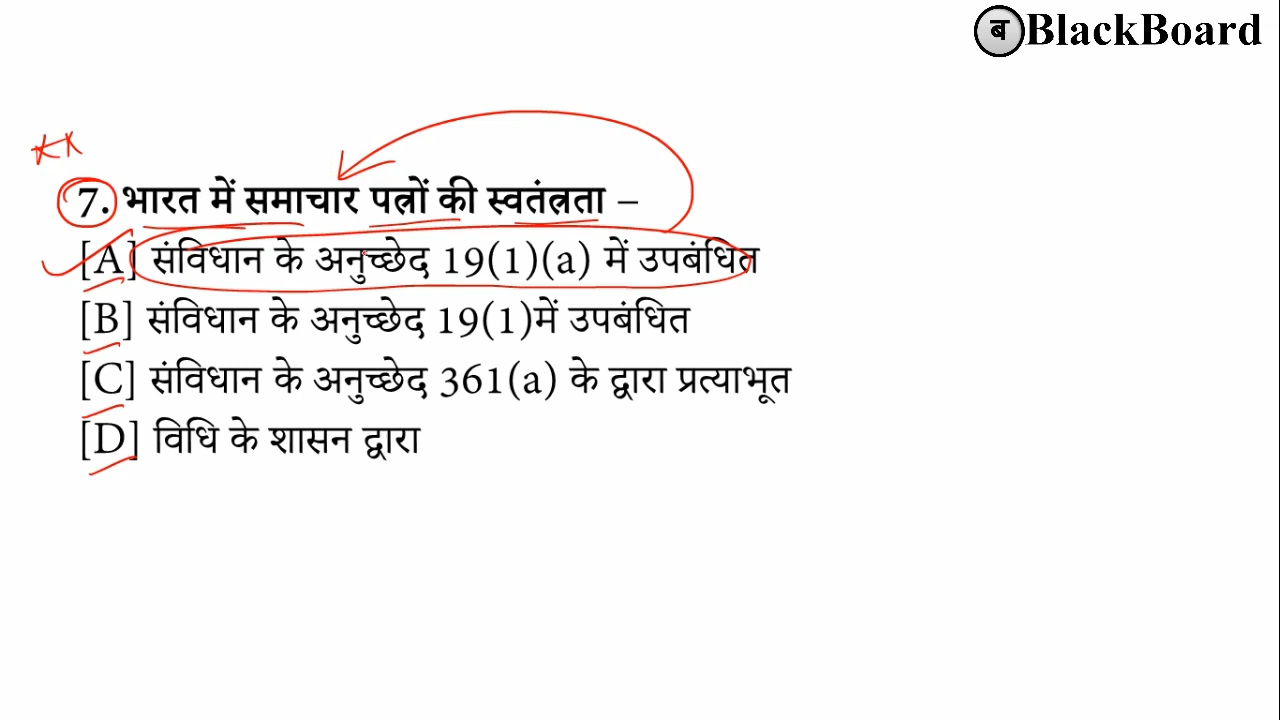 ब BlackBoard
7. भारत में समाचार पत्रों की स्वतंत्रता –
[A] संविधान के अनुच्छेद 19(1)(a) में उपबंधित
[B] संविधान के अनुच्छेद 19(1)में उपबंधित
[C] संविधान के अनुच्छेद 361(a) के द्वारा प्रत्याभूत
[D] विधि के शासन द्वारा